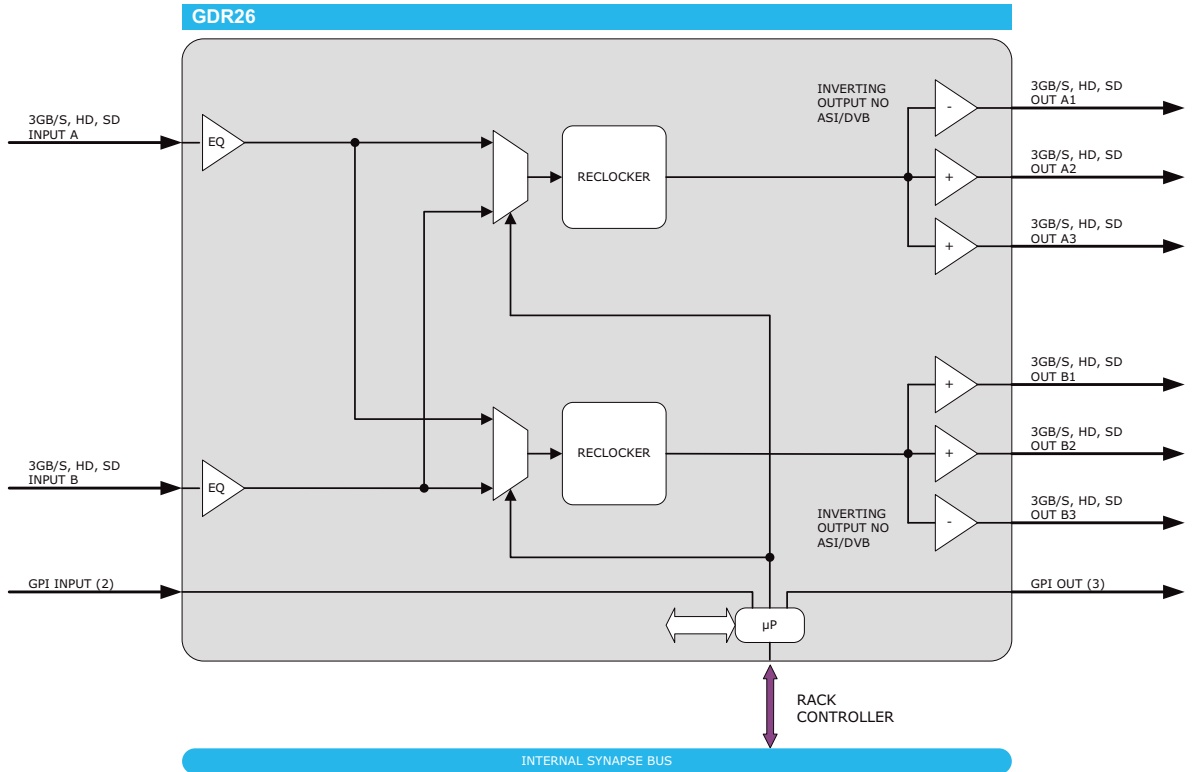 GDR26
3GB/S, HD, SD
INPUT A
EQ
RECLOCKER
INVERTING
OUTPUT NO
ASI/DVB
-
3GB/S, HD, SD
OUT A1
+
3GB/S, HD, SD
OUT A2
+
3GB/S, HD, SD
OUT A3
3GB/S, HD, SD
INPUT B
EQ
RECLOCKER
+
3GB/S, HD, SD
OUT B1
+
3GB/S, HD, SD
OUT B2
INVERTING
OUTPUT NO
ASI/DVB
-
3GB/S, HD, SD
OUT B3
GPI INPUT (2)
GPI OUT (3)
µP
RACK
CONTROLLER
INTERNAL SYNAPSE BUS